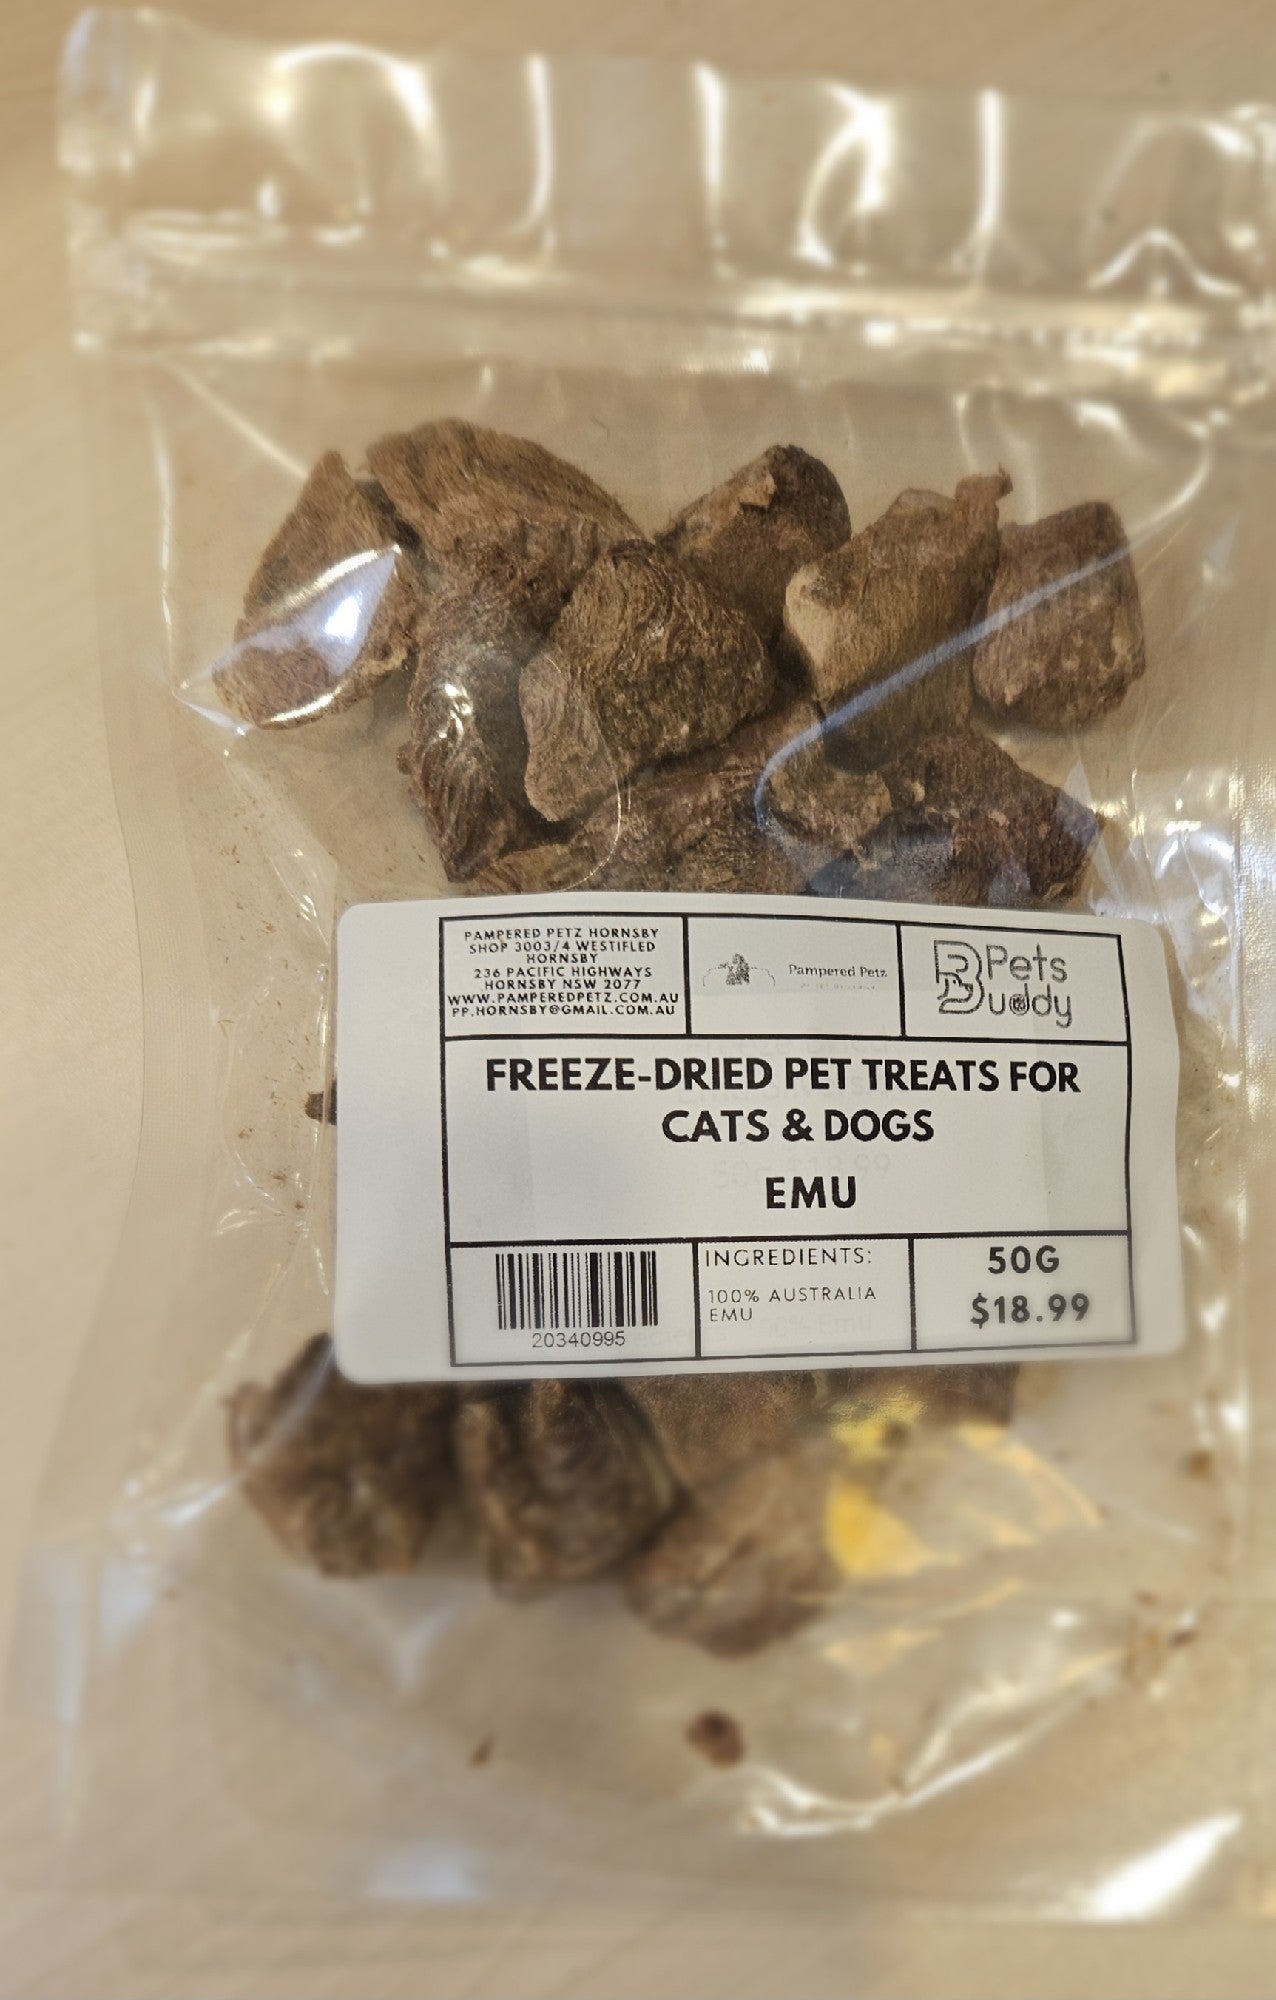 PAMPERED PETZ HORNSBY
SHOP 3003/4 WESTIFLED
HORNSBY
236 PACIFIC HIGHWAYS
HORNSBY NSW 2077
WWW.PAMPEREDPETZ.COM.AU
PP.HORNSBY@GMAIL.COM.AU
Pampered Petz
Pets
Buddy
FREEZE-DRIED PET TREATS FOR
CATS & DOGS
EMU
20340995
INGREDIENTS:
100% AUSTRALIA
EMU
50G
$18.99